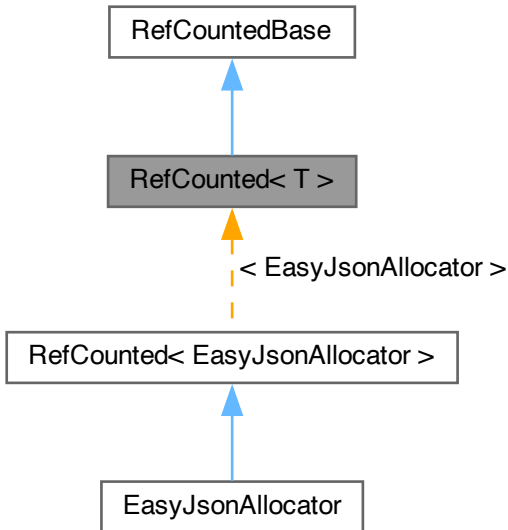 RefCountedBase
RefCounted< T >
< EasyJsonAllocator >
RefCounted< EasyJsonAllocator >
EasyJsonAllocator